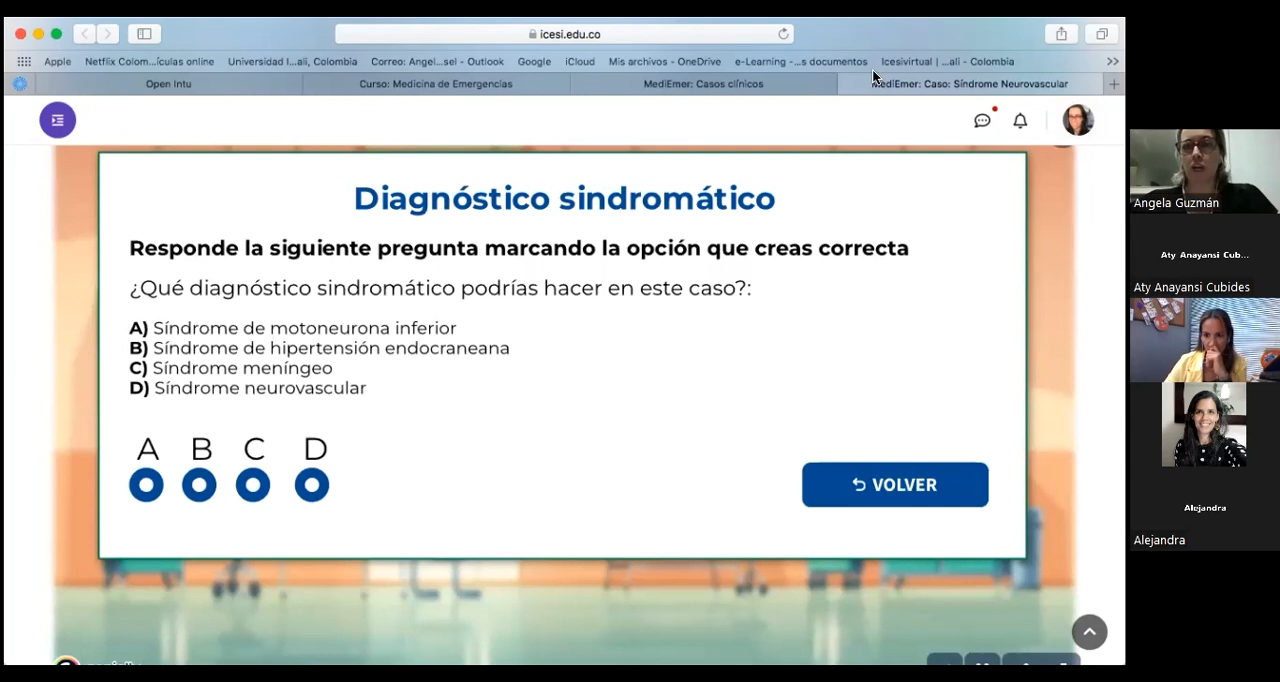 icesi.edu.co
Apple Netflix Colom...ículas online Universidad I...ali, Colombia Correo: Angel...sel - Outlook Google iCloud Mis archivos - OneDrive e-Learning -...s documentos Icesivirtual | ...ali - Colombia >>
Open Intu Curso: Medicina de Emergencias MediEmer: Casos clínicos MediEmer: Caso: Síndrome Neurovascular
Diagnóstico sindromático
Responde la siguiente pregunta marcando la opción que creas correcta
¿Qué diagnóstico sindromático podrías hacer en este caso?:
A) Síndrome de motoneurona inferior
B) Síndrome de hipertensión endocraneana
C) Síndrome meníngeo
D) Síndrome neurovascular
A B C D
VOLVER
Angela Guzmán
Aty Anayansi Cub...
Aty Anayansi Cubides
Alejandra
Alejandra